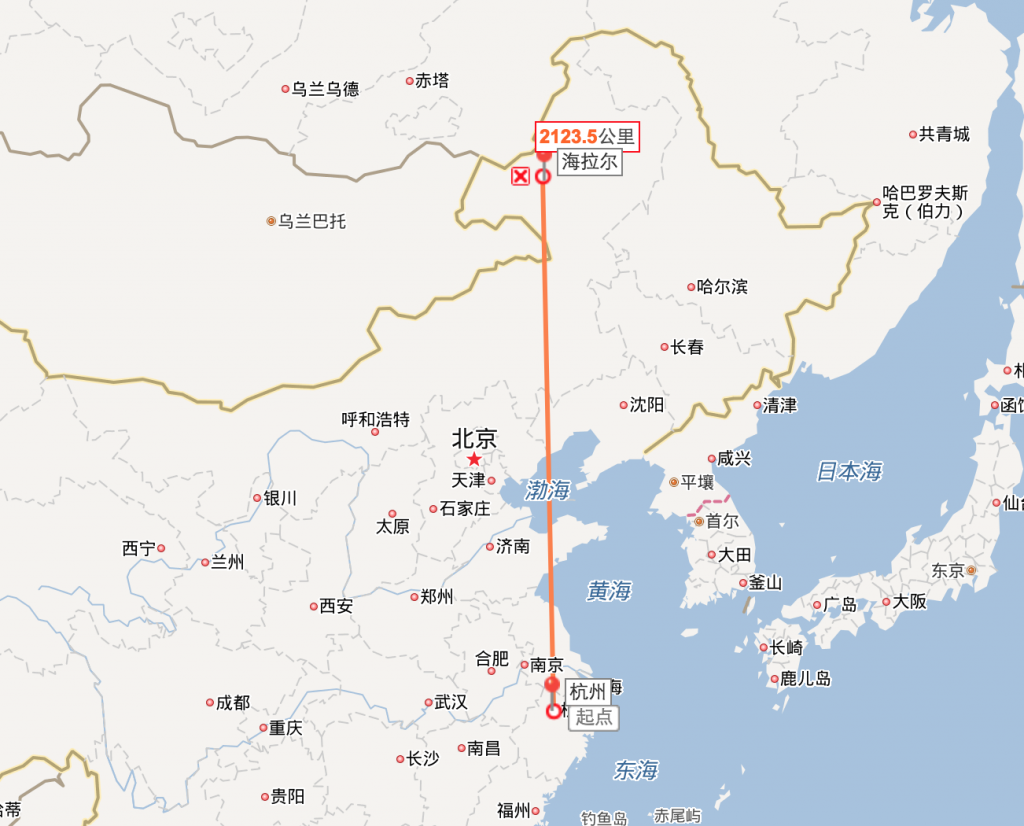 乌兰乌德
赤塔
2123.5公里
共青城
海拉尔
哈巴罗夫斯
克（伯力）
乌兰巴托
哈尔滨
长春
沈阳
清津
呼和浩特
北京
咸兴
日本海
天津
平壤
渤海
银川
石家庄
仙台
太原
首尔
济南
西宁
大田
兰州
东京
釜山
黄海
郑州
西安
广岛
大阪
长崎
合肥
南京
鹿儿岛
杭州
海
成都
武汉
起点
重庆
南昌
长沙
东海
贵阳
福州
钓鱼岛
赤尾屿